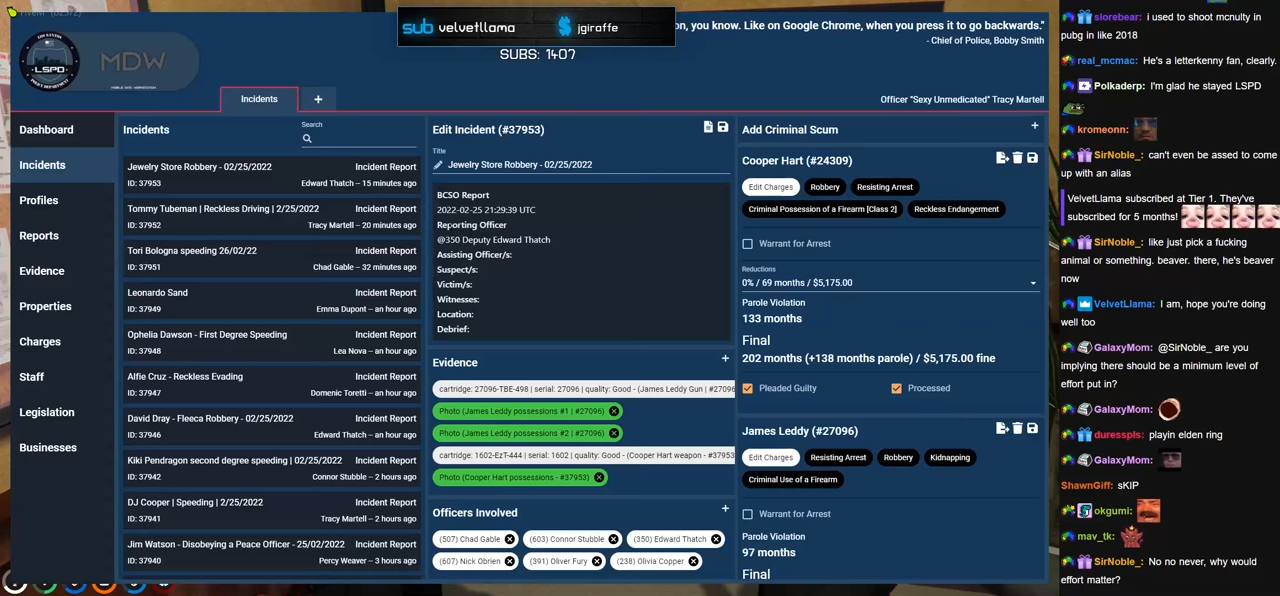 sub velvetllama
jgiraffe
SUBS: 1407
on, you know. Like on Google Chrome, when you press it to go backwards."
- Chief of Police, Bobby Smith
LOS SANTOS
LSPD
POLICE DEPARTMENT
MDW
MOBILE DATA WORKSTATION
Incidents
+
Officer "Sexy Unmedicated" Tracy Martell
Dashboard
Incidents
Profiles
Reports
Evidence
Properties
Charges
Staff
Legislation
Businesses
Incidents
Search
Jewelry Store Robbery - 02/25/2022 Incident Report
ID: 37953 Edward Thatch – 15 minutes ago
Tommy Tubeman | Reckless Driving | 2/25/2022 Incident Report
ID: 37952 Tracy Martell – 20 minutes ago
Tori Bologna speeding 26/02/22 Incident Report
ID: 37951 Chad Gable – 32 minutes ago
Leonardo Sand Incident Report
ID: 37949 Emma Dupont – an hour ago
Ophelia Dawson - First Degree Speeding Incident Report
ID: 37948 Lea Nova – an hour ago
Alfie Cruz - Reckless Evading Incident Report
ID: 37947 Domenic Toretti – an hour ago
David Dray - Fleecca Robbery - 02/25/2022 Incident Report
ID: 37946 Edward Thatch – an hour ago
Kiki Pendragon second degree speeding | 02/25/2022 Incident Report
ID: 37942 Connor Stubble – 2 hours ago
DJ Cooper | Speeding | 2/25/2022 Incident Report
ID: 37941 Tracy Martell – 2 hours ago
Jim Watson - Disobeying a Peace Officer - 25/02/2022 Incident Report
ID: 37940 Percy Weaver – 3 hours ago
Edit Incident (#37953)
Title
Jewelry Store Robbery - 02/25/2022
BCSO Report
2022-02-25 21:29:39 UTC
Reporting Officer
@350 Deputy Edward Thatch
Assisting Officer/s:
Suspect/s:
Victim/s:
Witnesses:
Location:
Debrief:
Evidence +
cartridge: 27096-TBE-498 | serial: 27096 | quality: Good - (James Leddy Gun | #27096
Photo (James Leddy possessions #1 | #27096)
Photo (James Leddy possessions #2 | #27096)
cartridge: 1602-EzT-444 | serial: 1602 | quality: Good - (Cooper Hart weapon - #37953
Photo (Cooper Hart possessions - #37953)
Officers Involved +
(507) Chad Gable (603) Connor Stubble (350) Edward Thatch
(607) Nick Obrien (391) Oliver Fury (238) Olivia Copper
Add Criminal Scum +
Cooper Hart (#24309)
Edit Charges Robbery Resisting Arrest
Criminal Possession of a Firearm [Class 2] Reckless Endangerment
Warrant for Arrest
Reductions
0% / 69 months / $5,175.00
Parole Violation
133 months
Final
202 months (+138 months parole) / $5,175.00 fine
Pleaded Guilty Processed
James Leddy (#27096)
Edit Charges Resisting Arrest Robbery Kidnapping
Criminal Use of a Firearm
Warrant for Arrest
Parole Violation
97 months
Final
slorebear: i used to shoot mcnulty in
pubg in like 2018
real_mcmac: He's a letterkenny fan, clearly.
Polkaderp: I'm glad he stayed LSPD
kromeonn:
SirNoble_: can't even be assed to come
up with an alias
VelvetLlama subscribed at Tier 1. They've
subscribed for 5 months!
SirNoble_: like just pick a fucking
animal or something. beaver. there, he's beaver
now
VelvetLlama: I am, hope you're doing
well too
GalaxyMom: @SirNoble_ are you
implying there should be a minimum level of
effort put in?
GalaxyMom:
duresspls: playin elden ring
GalaxyMom:
ShawnGiff: sKIP
okgumi:
mav_tk:
SirNoble_: No no never, why would
effort matter?